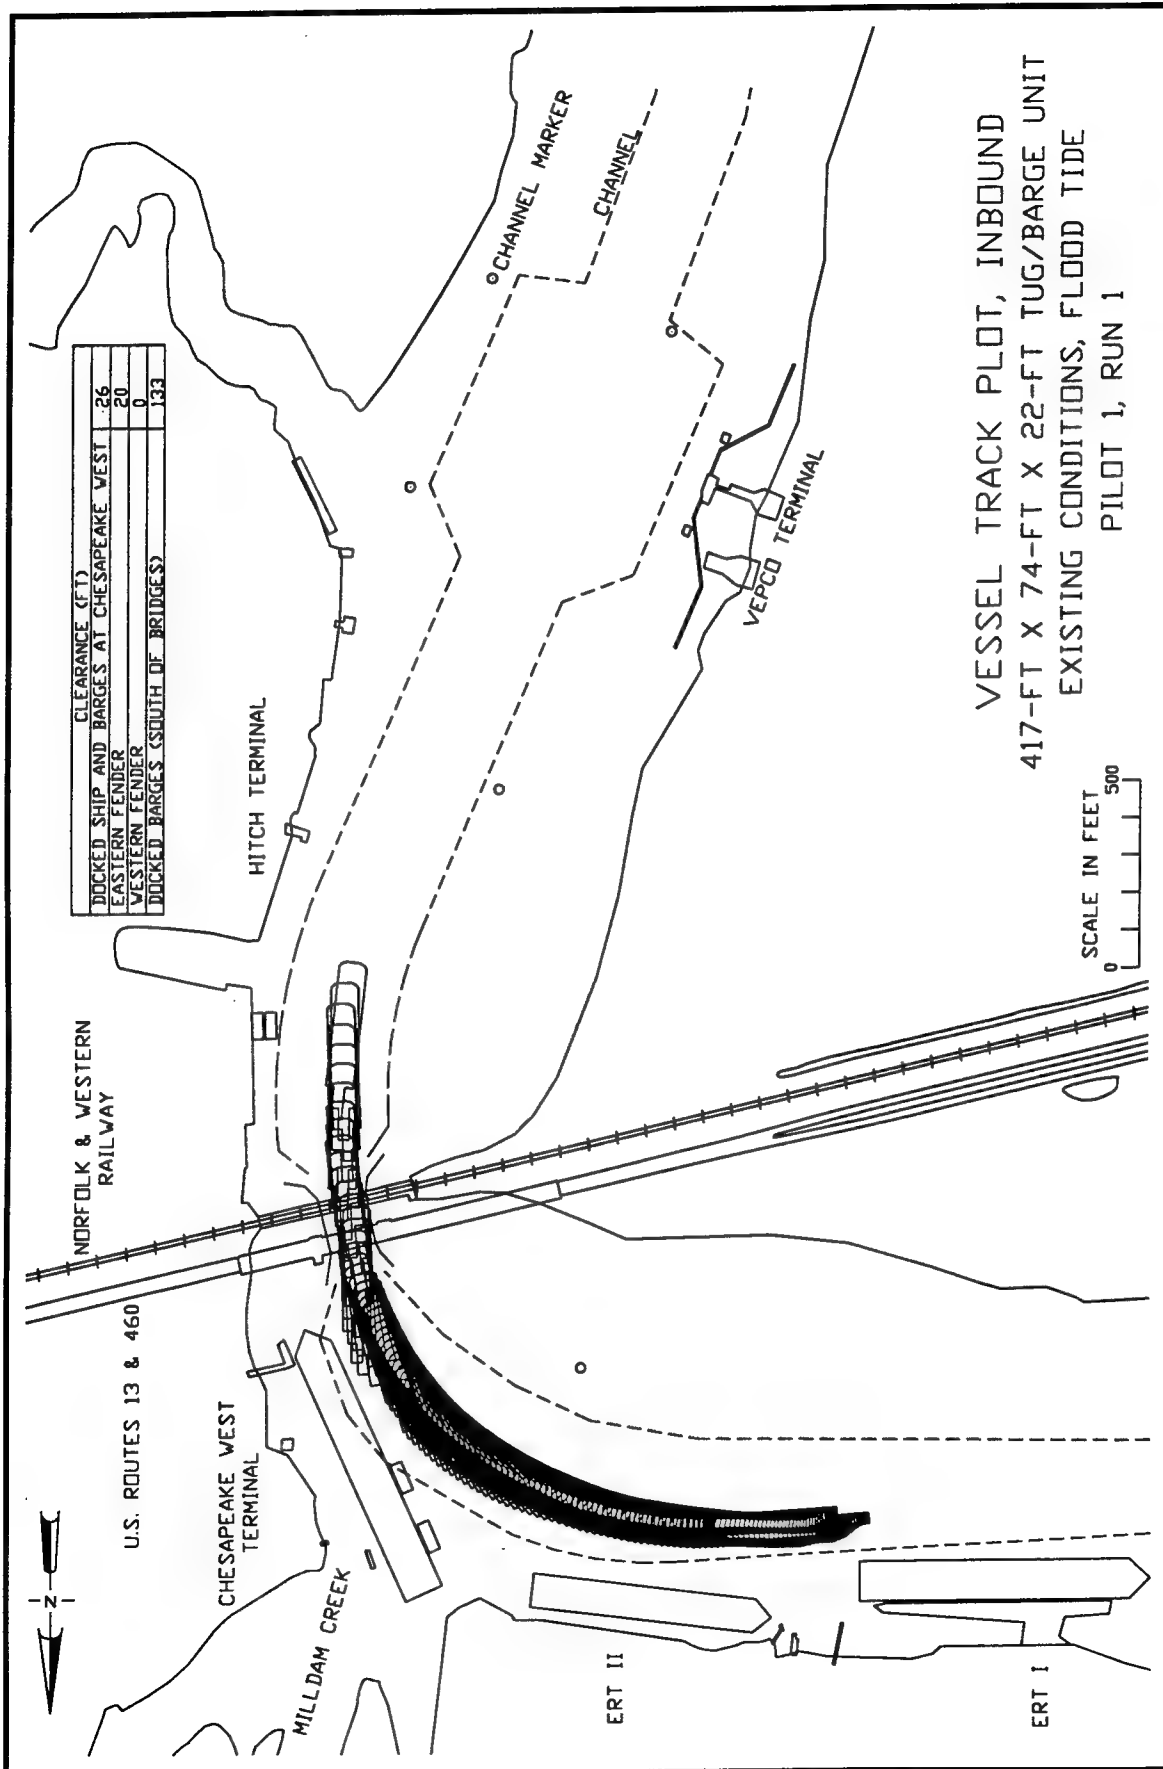 CLEARANCE (FT)
DOCKED SHIP AND BARGES AT CHESAPEAKE WEST 26
EASTERN FENDER 20
WESTERN FENDER 0
DOCKED BARGES (SOUTH OF BRIDGES) 133
CHANNEL MARKER
CHANNEL
HITCH TERMINAL
VEPCO TERMINAL
NORFOLK & WESTERN
RAILWAY
U.S. ROUTES 13 & 460
CHESAPEAKE WEST
TERMINAL
MILLDAM CREEK
N
ERT II
ERT I
SCALE IN FEET
0 500
VESSEL TRACK PLOT, INBOUND
417-FT X 74-FT X 22-FT TUG/BARGE UNIT
EXISTING CONDITIONS, FLOOD TIDE
PILOT 1, RUN 1